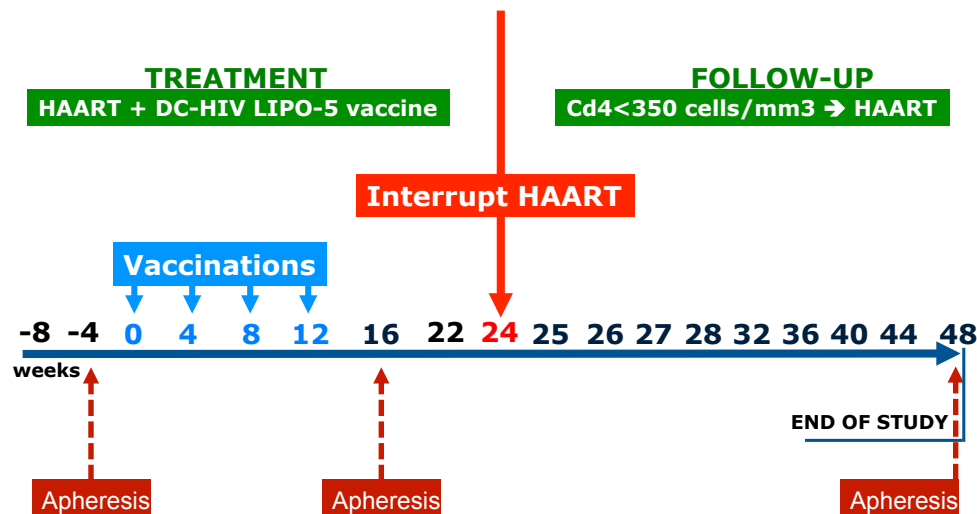 TREATMENT
HAART + DC-HIV LIPO-5 vaccine
FOLLOW-UP
Cd4<350 cells/mm3 ➔ HAART
Interrupt HAART
Vaccinations
-8 -4 0 4 8 12 16 22 24 25 26 27 28 32 36 40 44 48
weeks
END OF STUDY
Apheresis Apheresis Apheresis